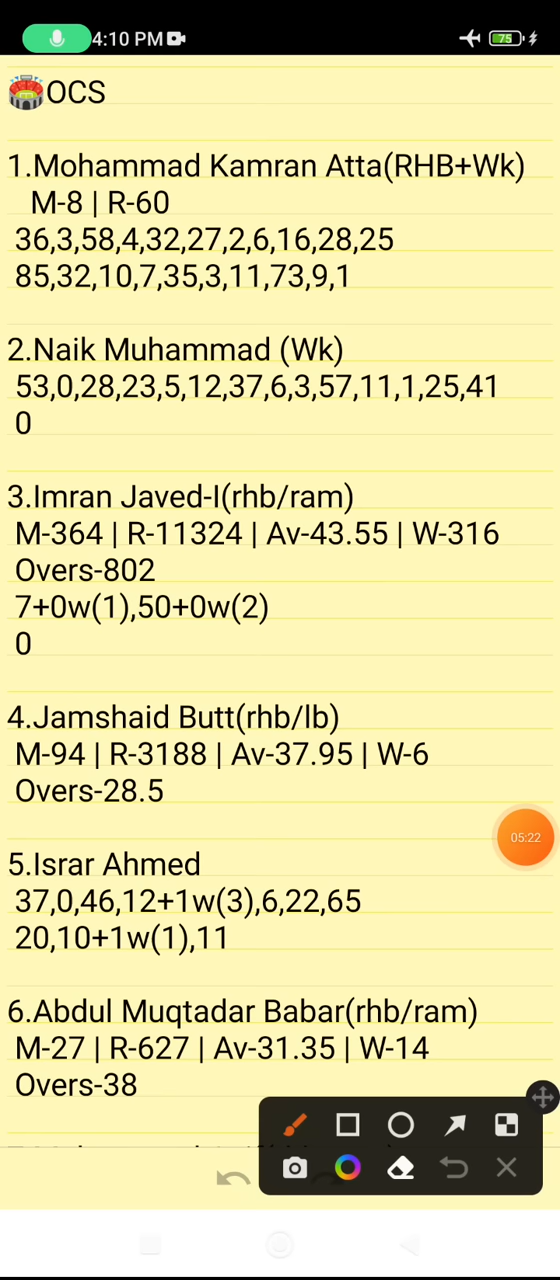 4:10 PM
75
OCS
1.Mohammad Kamran Atta(RHB+Wk)
M-8 | R-60
36,3,58,4,32,27,2,6,16,28,25
85,32,10,7,35,3,11,73,9,1
2.Naik Muhammad (Wk)
53,0,28,23,5,12,37,6,3,57,11,1,25,41
0
3.Imran Javed-I(rhb/ram)
M-364 | R-11324 | Av-43.55 | W-316
Overs-802
7+0w(1),50+0w(2)
0
4.Jamshaid Butt(rhb/lb)
M-94 | R-3188 | Av-37.95 | W-6
Overs-28.5
05:22
5.Israr Ahmed
37,0,46,12+1w(3),6,22,65
20,10+1w(1),11
6.Abdul Muqtadar Babar(rhb/ram)
M-27 | R-627 | Av-31.35 | W-14
Overs-38